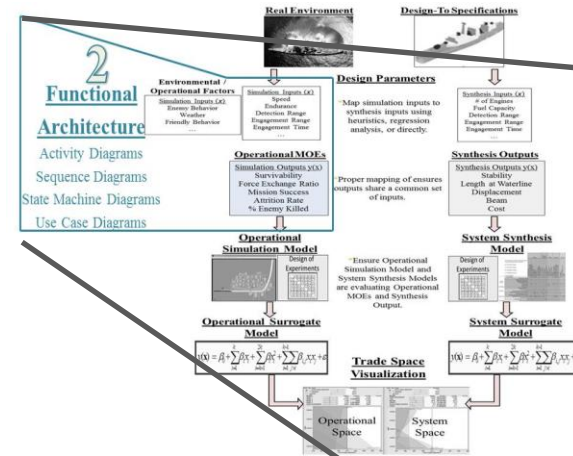 Real Environment
Design-To Specifications
2
Functional
Architecture
Activity Diagrams
Sequence Diagrams
State Machine Diagrams
Use Case Diagrams
Environmental /
Operational Factors
Simulation Inputs (x)
Enemy Behavior
Weather
Friendly Behavior
...
Simulation Inputs (x)
Speed
Endurance
Detection Range
Engagement Range
Engagement Time
...
Design Parameters
*Map simulation inputs to
synthesis inputs using
heuristics, regression
analysis, or directly.
Synthesis Inputs (x)
# of Engines
Fuel Capacity
Detection Range
Engagement Range
Engagement Time
...
Operational MOEs
Simulation Outputs y(x)
Survivability
Force Exchange Ratio
Mission Success
Attrition Rate
% Enemy Killed
*Proper mapping of ensures
outputs share a common set
of inputs.
Synthesis Outputs
Synthesis Outputs y(x)
Stability
Length at Waterline
Displacement
Beam
Cost
Operational
Simulation Model
Design of
Experiments
*Ensure Operational
Simulation Model and
System Synthesis Models
are evaluating Operational
MOEs and Synthesis
Output.
System Synthesis
Model
Design of
Experiments
Operational Surrogate
Model
System Surrogate
Model
Trade Space
Visualization
Operational
Space
System
Space